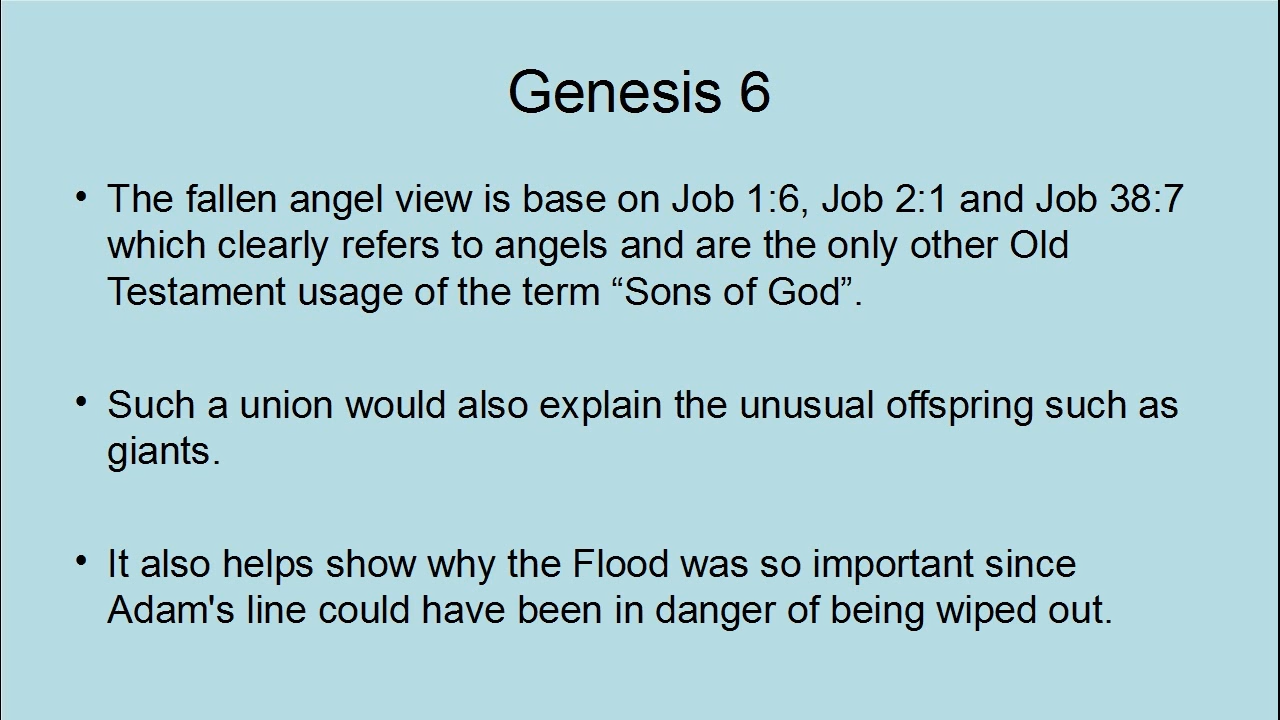 Genesis 6
• The fallen angel view is base on Job 1:6, Job 2:1 and Job 38:7
which clearly refers to angels and are the only other Old
Testament usage of the term “Sons of God”.
• Such a union would also explain the unusual offspring such as
giants.
• It also helps show why the Flood was so important since
Adam's line could have been in danger of being wiped out.